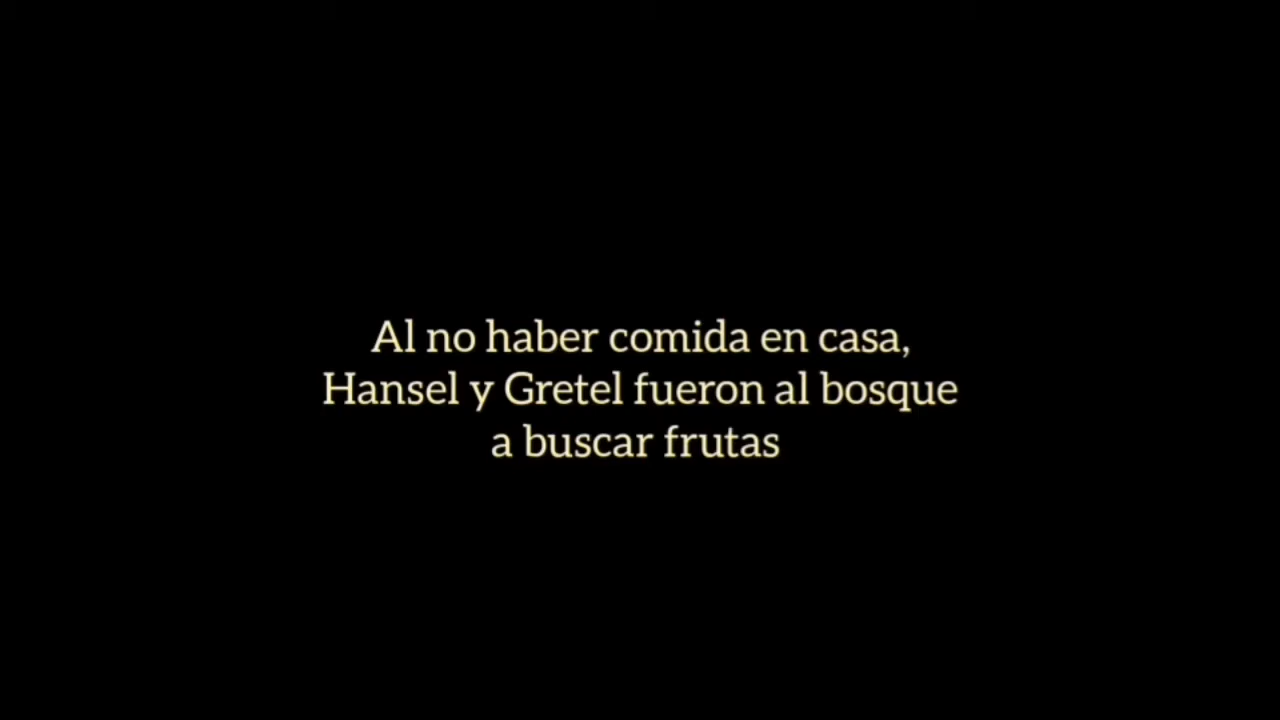 Al no haber comida en casa,
Hansel y Gretel fueron al bosque
a buscar frutas